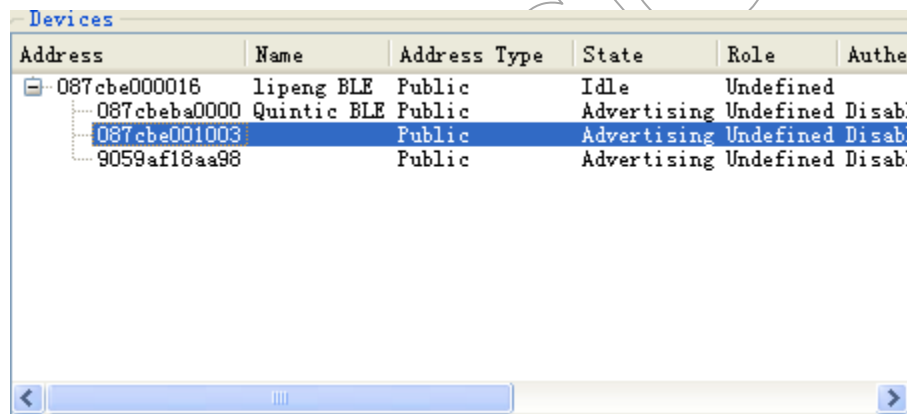 Devices
Address Name Address Type State Role Authe
087cbe000016 lipeng BLE Public Idle Undefined
087cbeba0000 Quintic BLE Public Advertising Undefined Disab
087cbe001003 Public Advertising Undefined Disab
9059af18aa98 Public Advertising Undefined Disab